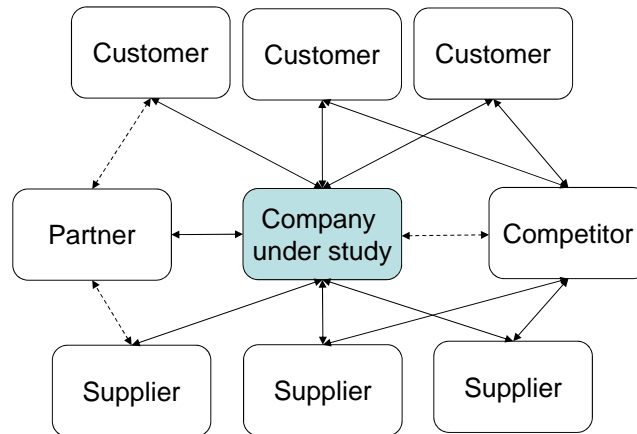 Customer
Customer
Customer
Partner
Company
under study
Competitor
Supplier
Supplier
Supplier